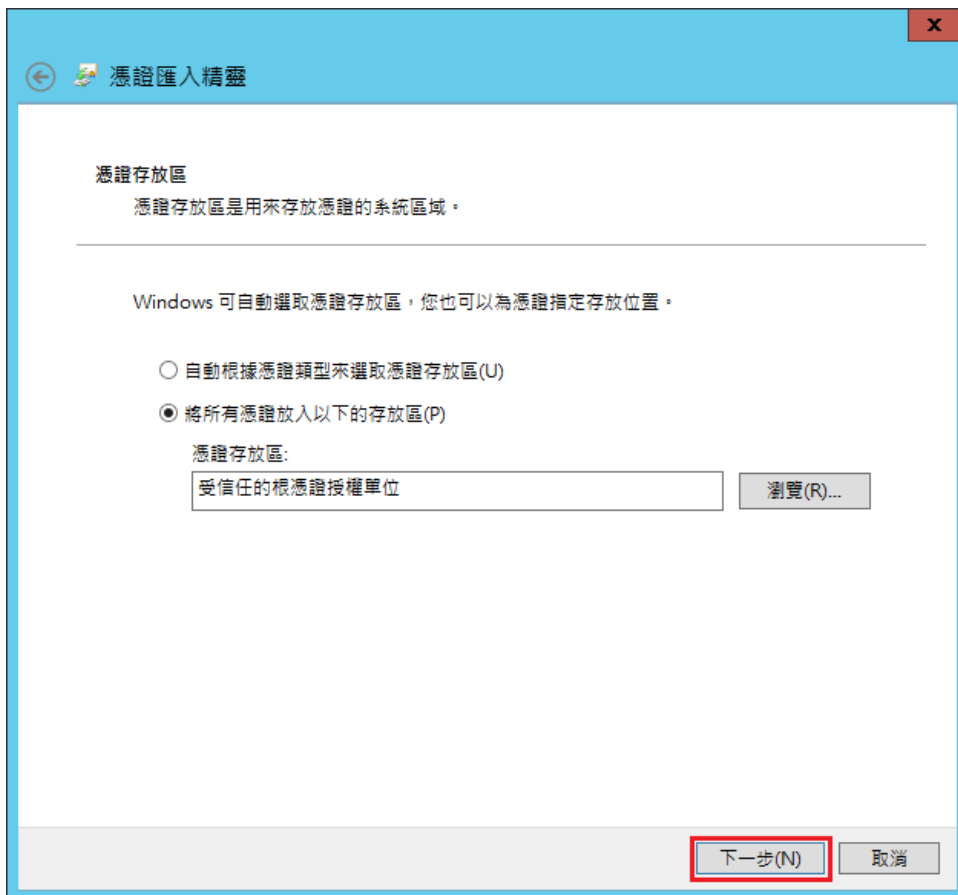 X
憑證匯入精靈
憑證存放區
憑證存放區是用來存放憑證的系統區域。
Windows 可自動選取憑證存放區，您也可以為憑證指定存放位置。
自動根據憑證類型來選取憑證存放區(U)
將所有憑證放入以下的存放區(P)
憑證存放區:
受信任的根憑證授權單位
瀏覽(R)...
下一步(N)
取消